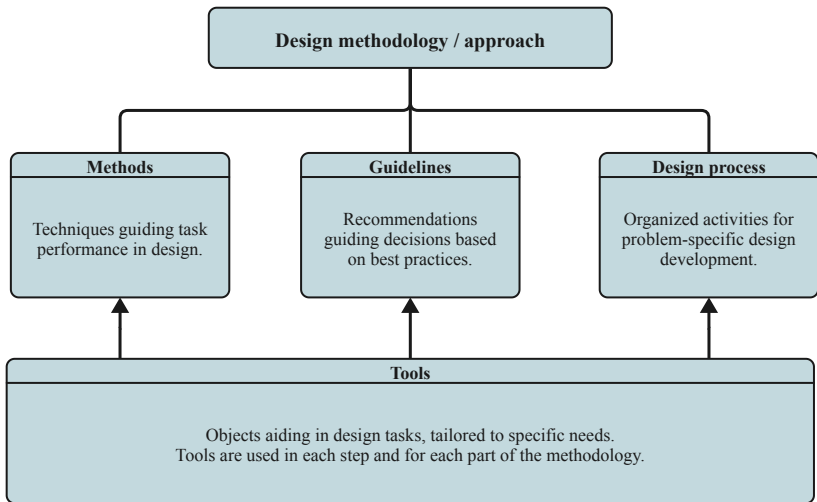 Design methodology / approach
Methods
Techniques guiding task
performance in design.
Guidelines
Recommendations
guiding decisions based
on best practices.
Design process
Organized activities for
problem-specific design
development.
Tools
Objects aiding in design tasks, tailored to specific needs.
Tools are used in each step and for each part of the methodology.